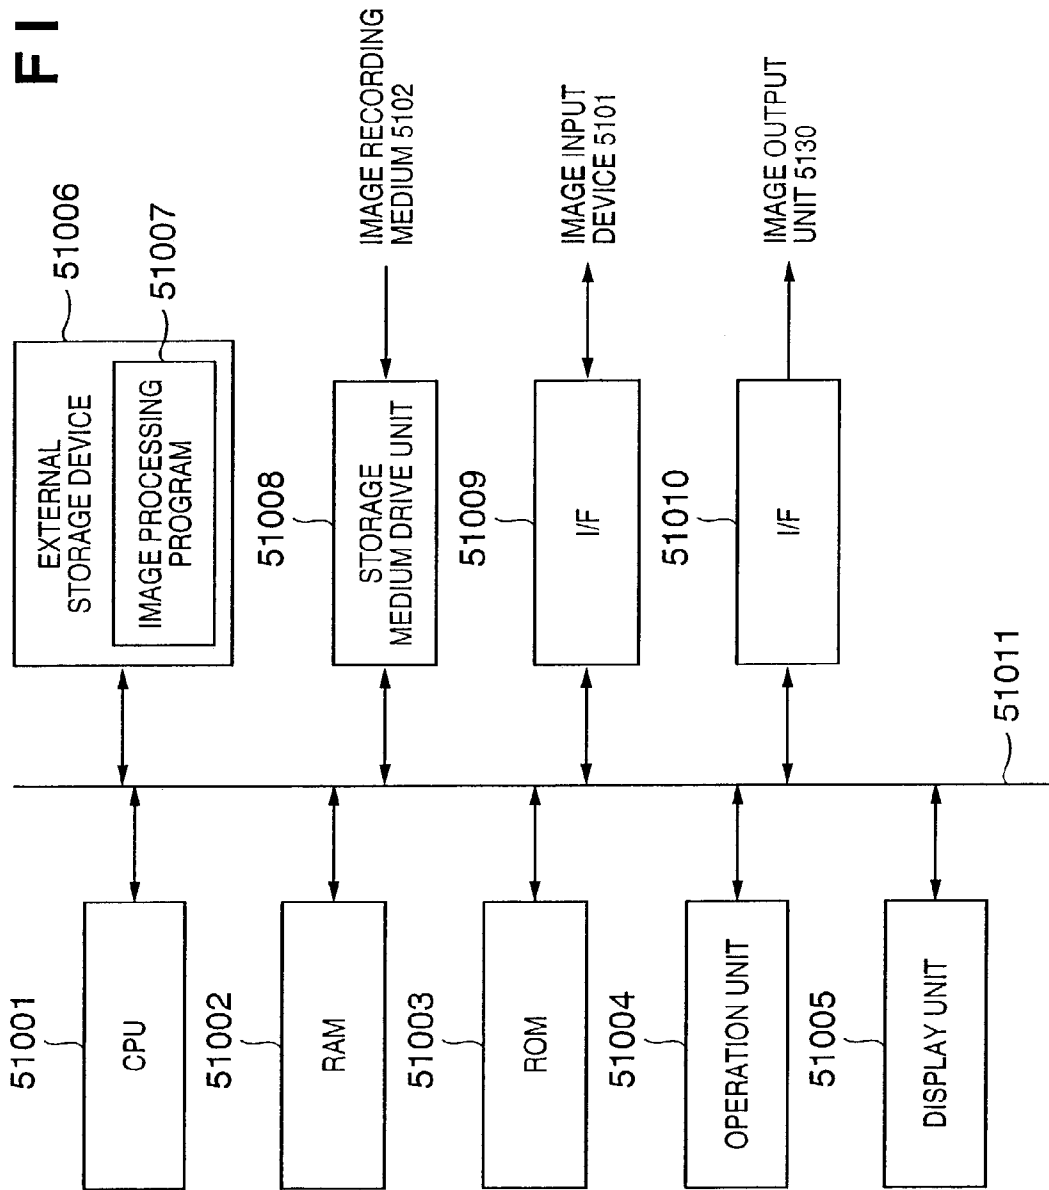 F I
51001
CPU
51002
RAM
51003
ROM
51004
OPERATION UNIT
51005
DISPLAY UNIT
51006
EXTERNAL
STORAGE DEVICE
51007
IMAGE PROCESSING
PROGRAM
51008
STORAGE
MEDIUM DRIVE UNIT
IMAGE RECORDING
MEDIUM 5102
51009
I/F
IMAGE INPUT
DEVICE 5101
51010
I/F
IMAGE OUTPUT
UNIT 5130
51011